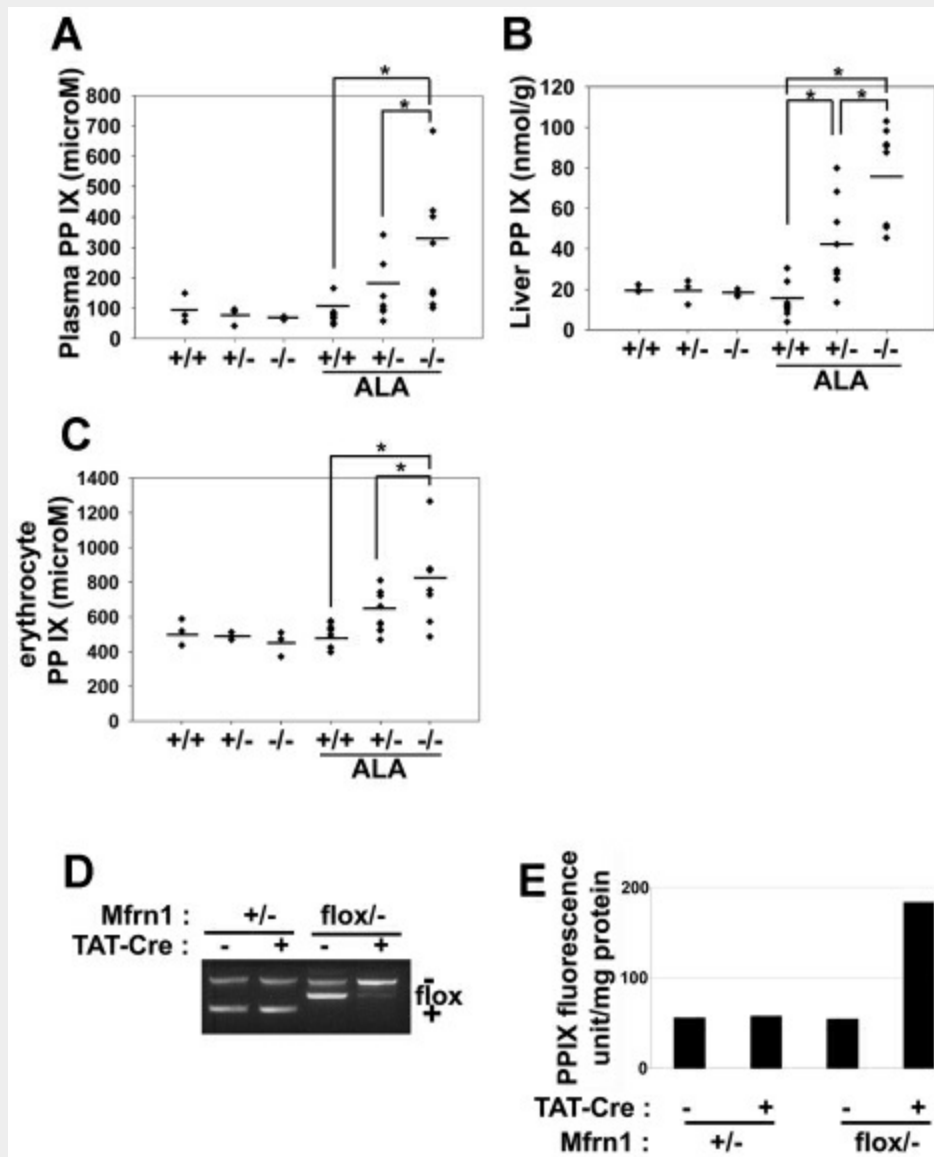 A
Plasma PP IX (microM)
800
700
600
500
400
300
200
100
0
* *
+/+ +/- -/- +/+ +/- -/-
ALA
B
Liver PP IX (nmol/g)
120
100
80
60
40
20
0
* * *
+/+ +/- -/- +/+ +/- -/-
ALA
C
erythrocyte
PP IX (microM)
1400
1200
1000
800
600
400
200
0
* *
+/+ +/- -/- +/+ +/- -/-
ALA
D
Mfrn1 : +/- flox/-
TAT-Cre : - + - +
-
flox
+
E
PPIX fluorescence
unit/mg protein
200
100
0
TAT-Cre : - + - +
Mfrn1 : +/- flox/-